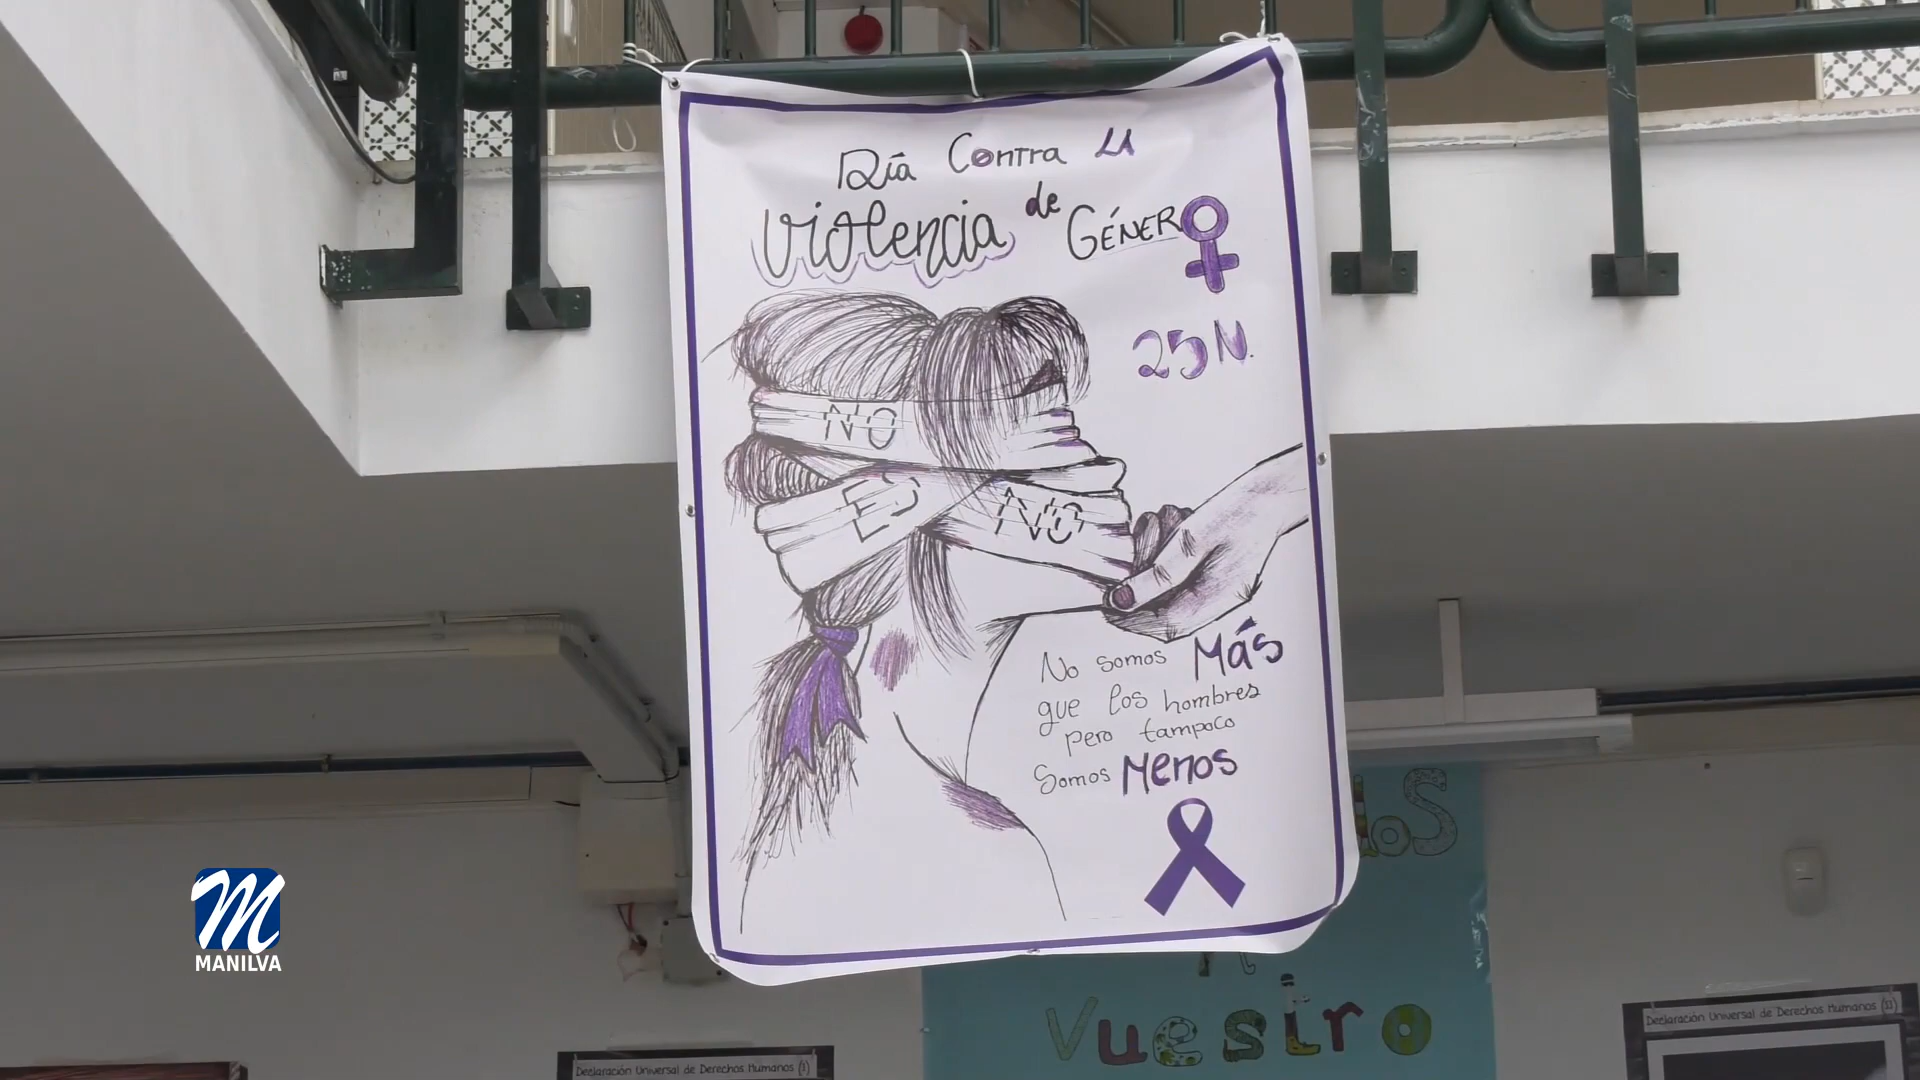 Día Contra LA
Violencia de GÉNERO
25N.
NO
ES NO
No somos Más
que los hombres
pero tampoco
Somos Menos
Vuestro
M
MANILVA
Declaración Universal de Derechos Humanos (1)
Declaración Universal de Derechos Humanos (11)